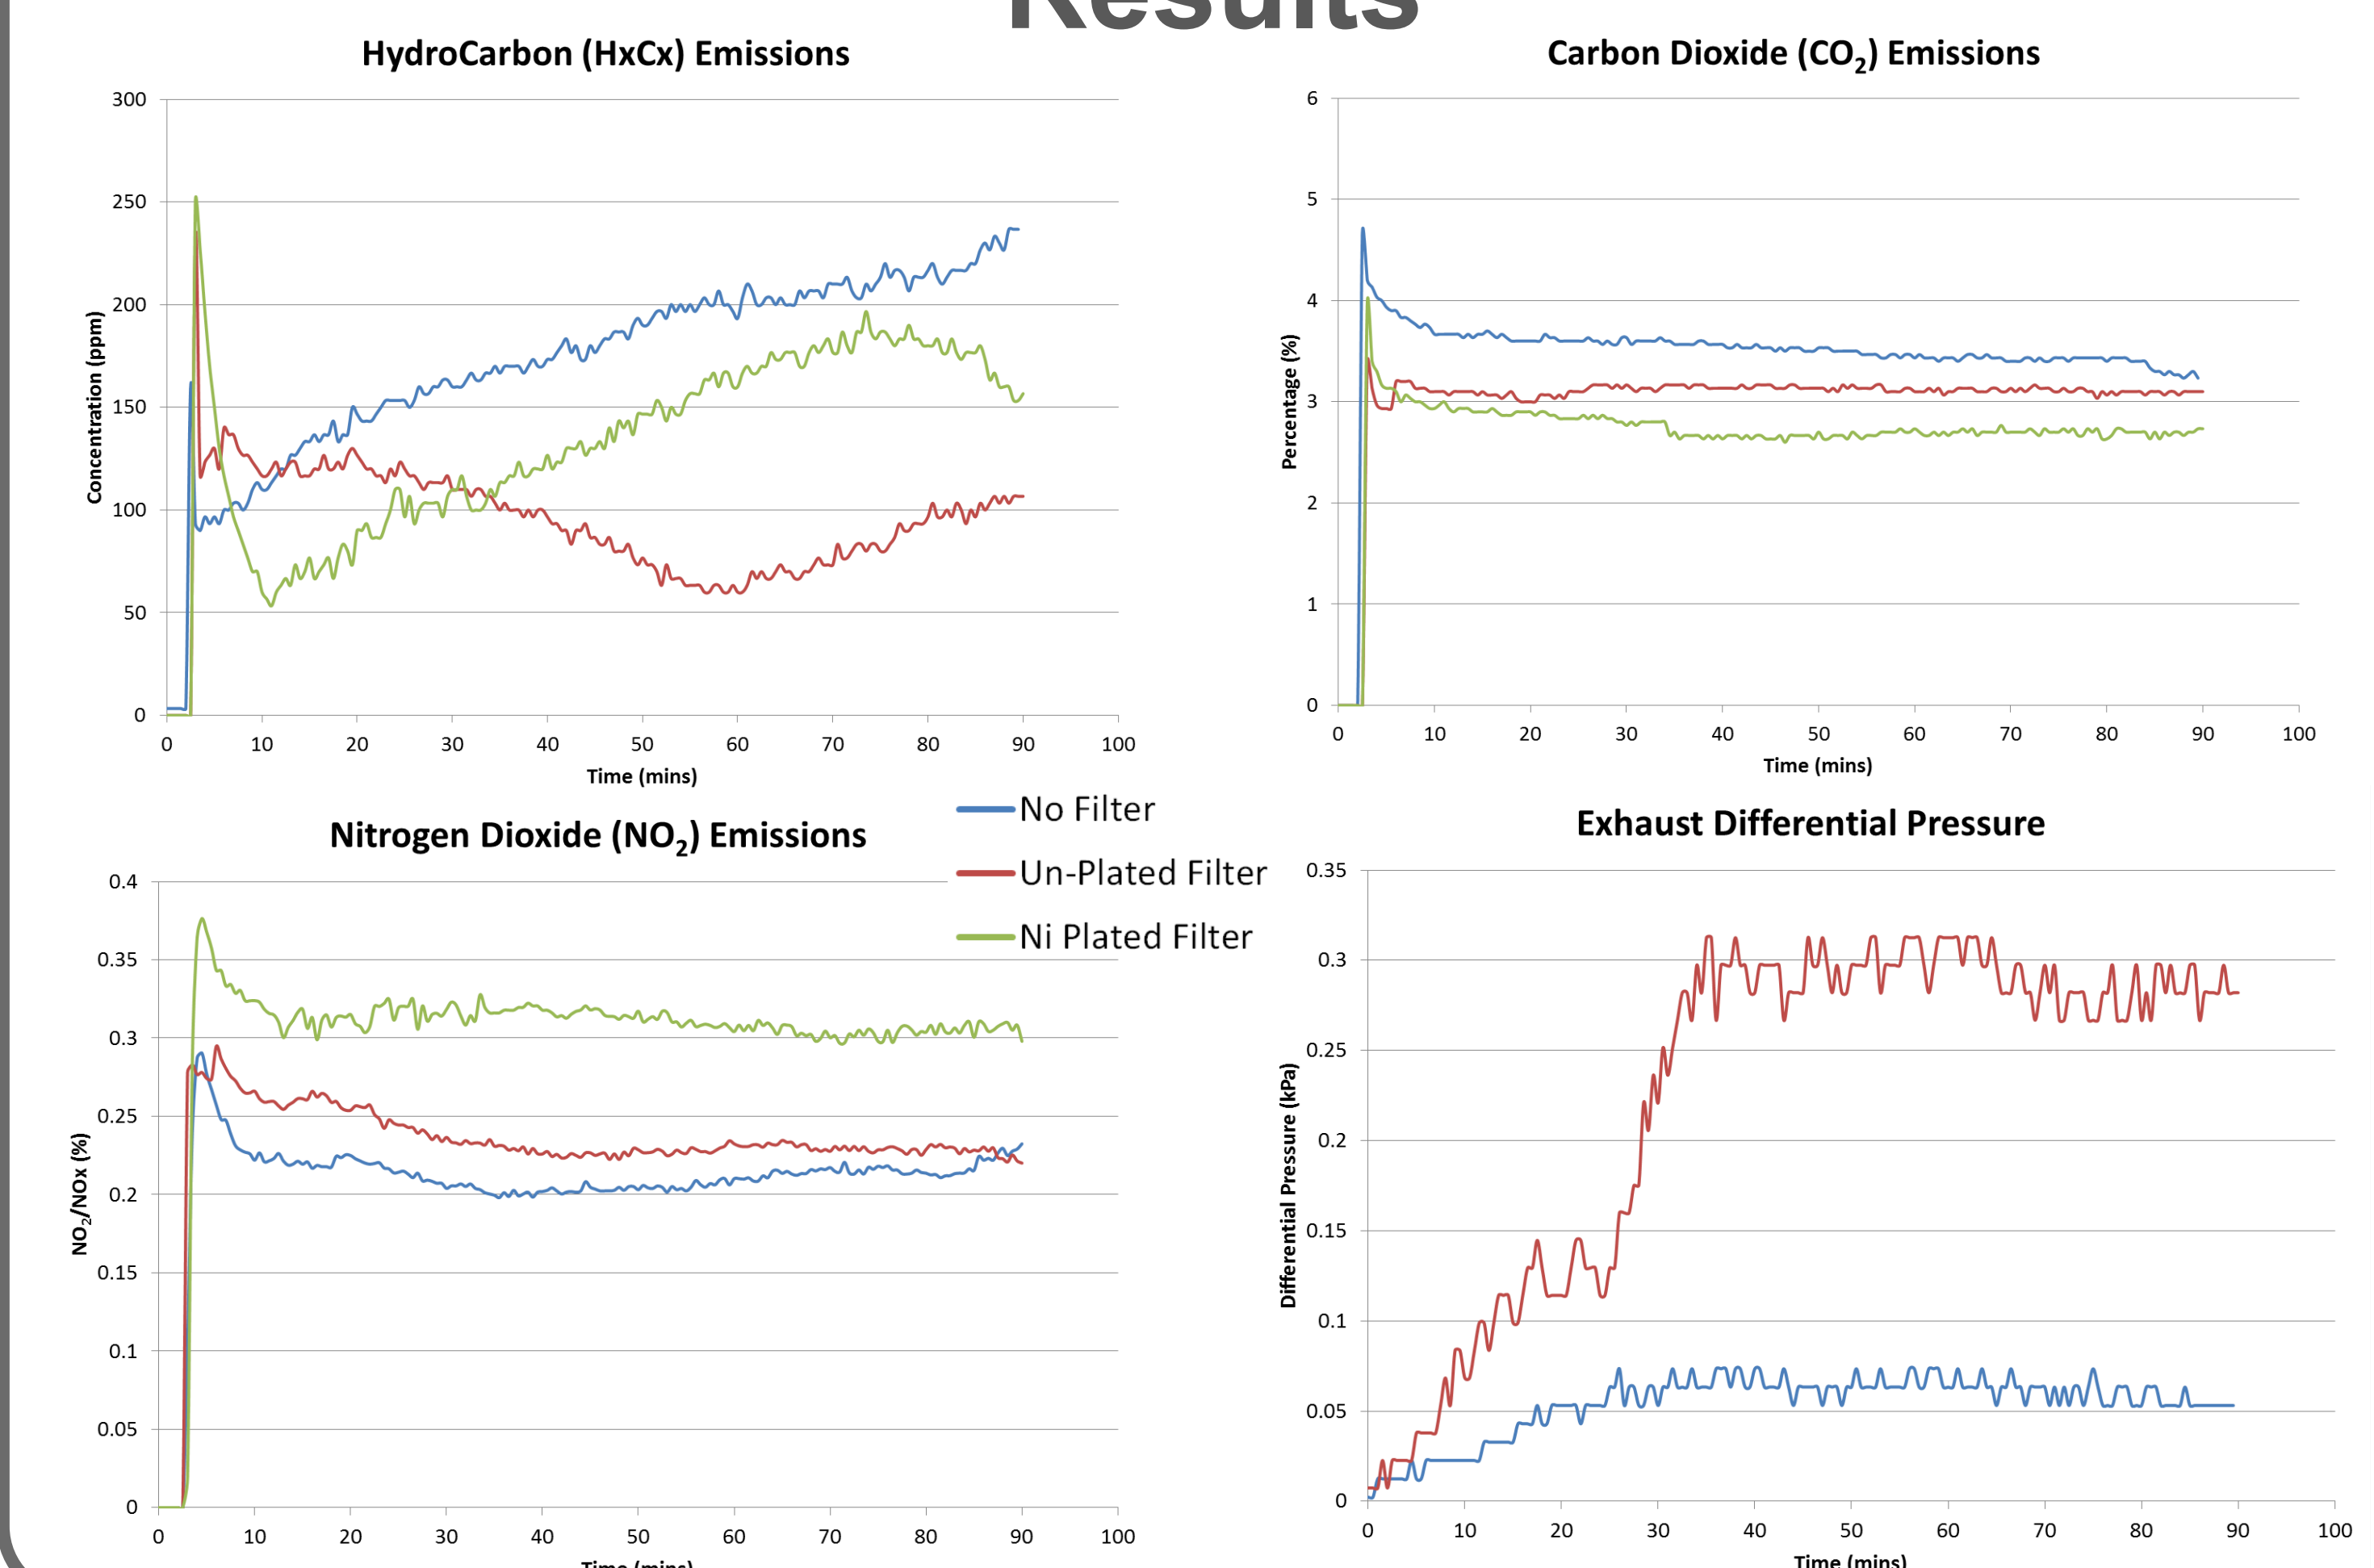 Results
HydroCarbon (HxCx) Emissions
300
250
200
150
100
50
0
Concentration (ppm)
0 10 20 30 40 50 60 70 80 90 100
Time (mins)
Carbon Dioxide (CO₂) Emissions
6
5
4
3
2
1
0
Percentage (%)
0 10 20 30 40 50 60 70 80 90 100
Time (mins)
No Filter
Un-Plated Filter
Ni Plated Filter
Nitrogen Dioxide (NO₂) Emissions
0.4
0.35
0.3
0.25
0.2
0.15
0.1
0.05
0
NO₂/NOx (%)
0 10 20 30 40 50 60 70 80 90 100
Time (mins)
Exhaust Differential Pressure
0.35
0.3
0.25
0.2
0.15
0.1
0.05
0
Differential Pressure (kPa)
0 10 20 30 40 50 60 70 80 90 100
Time (mins)